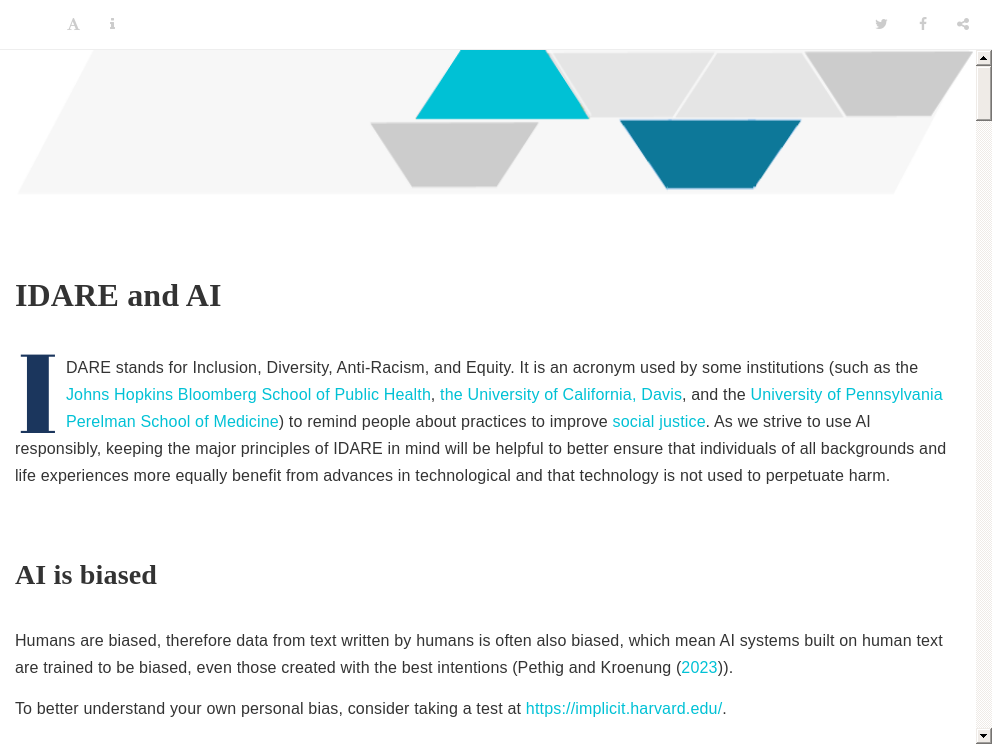 IDARE and AI
IDARE stands for Inclusion, Diversity, Anti-Racism, and Equity. It is an acronym used by some institutions (such as the
Johns Hopkins Bloomberg School of Public Health, the University of California, Davis, and the University of Pennsylvania
Perelman School of Medicine) to remind people about practices to improve social justice. As we strive to use AI
responsibly, keeping the major principles of IDARE in mind will be helpful to better ensure that individuals of all backgrounds and
life experiences more equally benefit from advances in technological and that technology is not used to perpetuate harm.
AI is biased
Humans are biased, therefore data from text written by humans is often also biased, which mean AI systems built on human text
are trained to be biased, even those created with the best intentions (Pethig and Kroenung (2023)).
To better understand your own personal bias, consider taking a test at https://implicit.harvard.edu/.